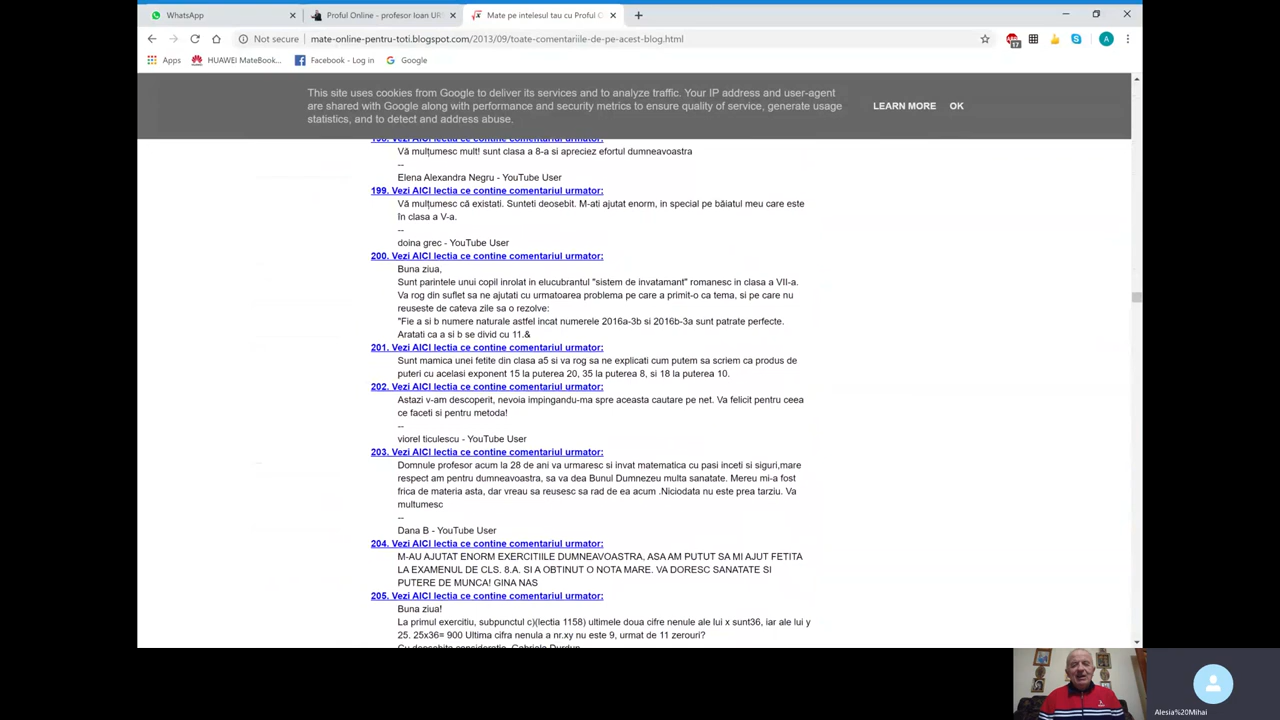 WhatsApp
Proful Online - profesor Ioan UR
Mate pe intelesul tau cu Proful O
Not secure
mate-online-pentru-toti.blogspot.com/2013/09/toate-comentariile-de-pe-acest-blog.html
17
A
Apps
HUAWEI MateBook...
Facebook - Log in
Google
This site uses cookies from Google to deliver its services and to analyze traffic. Your IP address and user-agent
are shared with Google along with performance and security metrics to ensure quality of service, generate usage
statistics, and to detect and address abuse.
LEARN MORE OK
198. Vezi AICI lectia ce contine comentariul urmator:
Vă mulțumesc mult! sunt clasa a 8-a si apreciez efortul dumneavoastra
--
Elena Alexandra Negru - YouTube User
199. Vezi AICI lectia ce contine comentariul urmator:
Vă mulțumesc că existati. Sunteti deosebit. M-ati ajutat enorm, in special pe băiatul meu care este
în clasa a V-a.
--
doina grec - YouTube User
200. Vezi AICI lectia ce contine comentariul urmator:
Buna ziua,
Sunt parintele unui copil inrolat in elucubrantul "sistem de invatamant" romanesc in clasa a VII-a.
Va rog din suflet sa ne ajutati cu urmatoarea problema pe care a primit-o ca tema, si pe care nu
reuseste de cateva zile sa o rezolve:
"Fie a si b numere naturale astfel incat numerele 2016a-3b si 2016b-3a sunt patrate perfecte.
Aratati ca a si b se divid cu 11.&
201. Vezi AICI lectia ce contine comentariul urmator:
Sunt mamica unei fetite din clasa a5 si va rog sa ne explicati cum putem sa scriem ca produs de
puteri cu acelasi exponent 15 la puterea 20, 35 la puterea 8, si 18 la puterea 10.
202. Vezi AICI lectia ce contine comentariul urmator:
Astazi v-am descoperit, nevoia impingandu-ma spre aceasta cautare pe net. Va felicit pentru ceea
ce faceti si pentru metoda!
--
viorel ticulescu - YouTube User
203. Vezi AICI lectia ce contine comentariul urmator:
Domnule profesor acum la 28 de ani va urmaresc si invat matematica cu pasi inceti si siguri,mare
respect am pentru dumneavoastra, sa va dea Bunul Dumnezeu multa sanatate. Mereu mi-a fost
frica de materia asta, dar vreau sa reusesc sa rad de ea acum .Niciodata nu este prea tarziu. Va
multumesc
--
Dana B - YouTube User
204. Vezi AICI lectia ce contine comentariul urmator:
M-AU AJUTAT ENORM EXERCITIILE DUMNEAVOASTRA, ASA AM PUTUT SA MI AJUT FETITA
LA EXAMENUL DE CLS. 8.A. SI A OBTINUT O NOTA MARE. VA DORESC SANATATE SI
PUTERE DE MUNCA! GINA NAS
205. Vezi AICI lectia ce contine comentariul urmator:
Buna ziua!
La primul exercitiu, subpunctul c)(lectia 1158) ultimele doua cifre nenule ale lui x sunt36, iar ale lui y
25. 25x36= 900 Ultima cifra nenula a nr.xy nu este 9, urmat de 11 zerouri?
Cu deosebita consideratie, Gabriela Durdun
Alesia%20Mihai